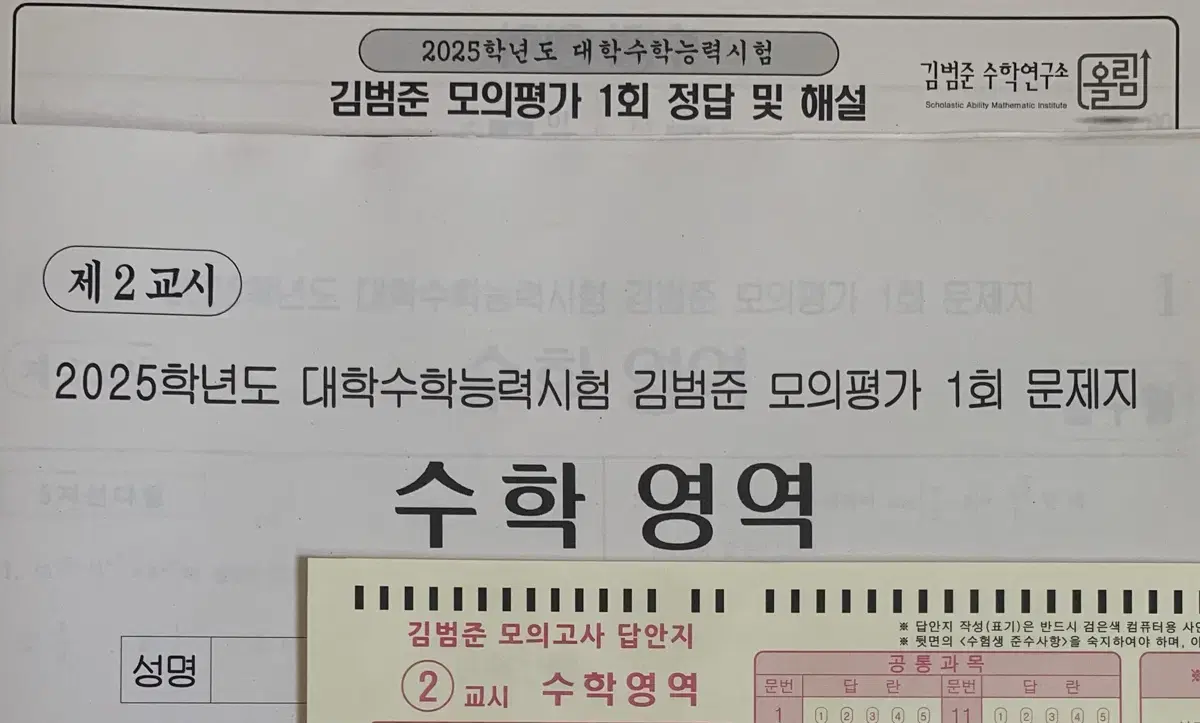 2025학년도 대학수학능력시험
김범준 모의평가 1회 정답 및 해설
김범준 수학연구소 올림
Scholastic Ability Mathematic Institute
제 2 교시
2025학년도 대학수학능력시험 김범준 모의평가 1회 문제지
수학 영역
성명
김범준 모의고사 답안지
② 교시 수학영역
※ 답안지 작성(표기)은 반드시 검은색 컴퓨터용
※ 뒷면의 <수험생 준수사항>을 숙지하여야 하며,
공통과목
문번 답 란 문번 답 란
1 ① ② ③ ④ ⑤ 11 ① ② ③ ④ ⑤